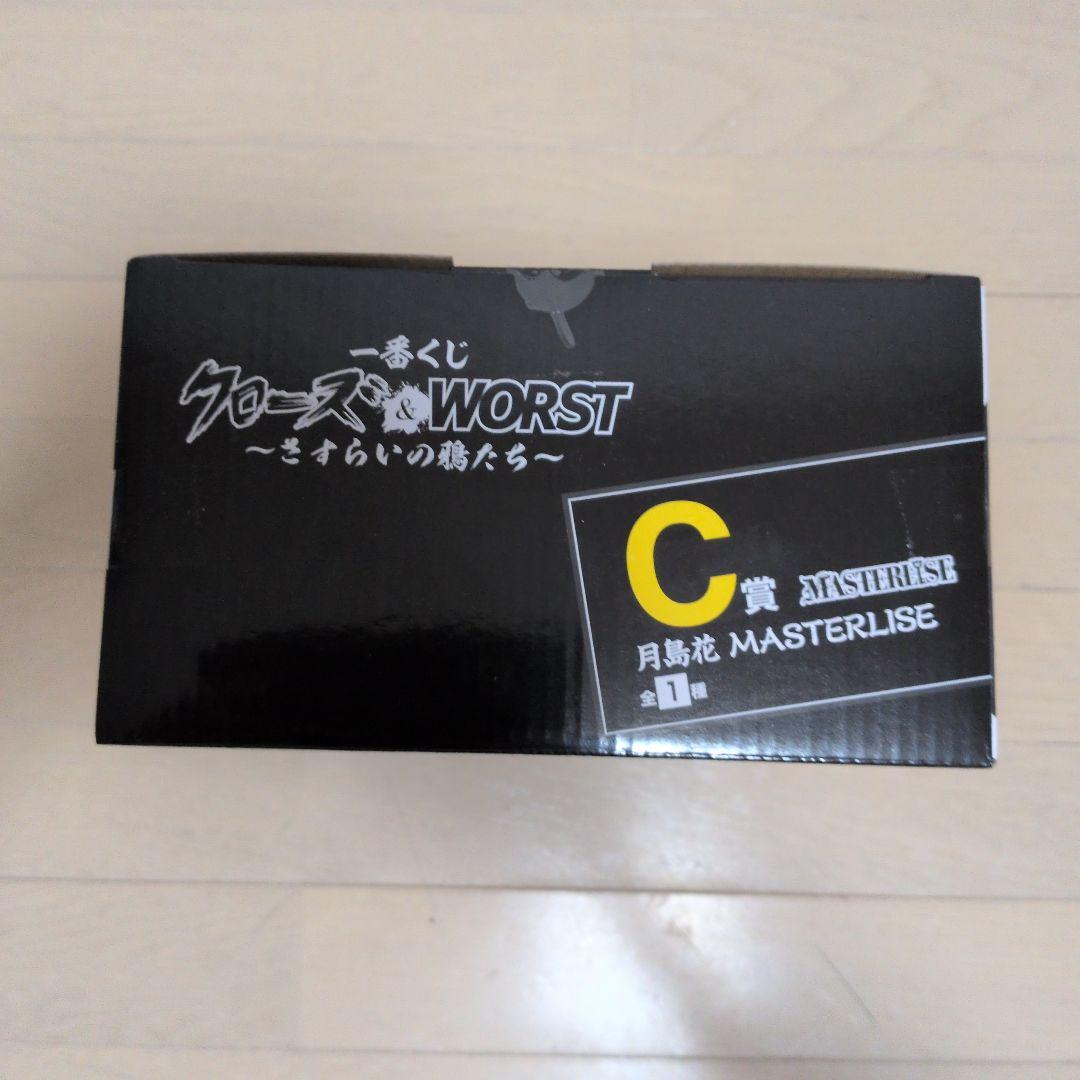 一番くじ
クローズ&WORST
～さすらいの鴉たち～
C賞 MASTERLISE
月島花 MASTERLISE
全1種